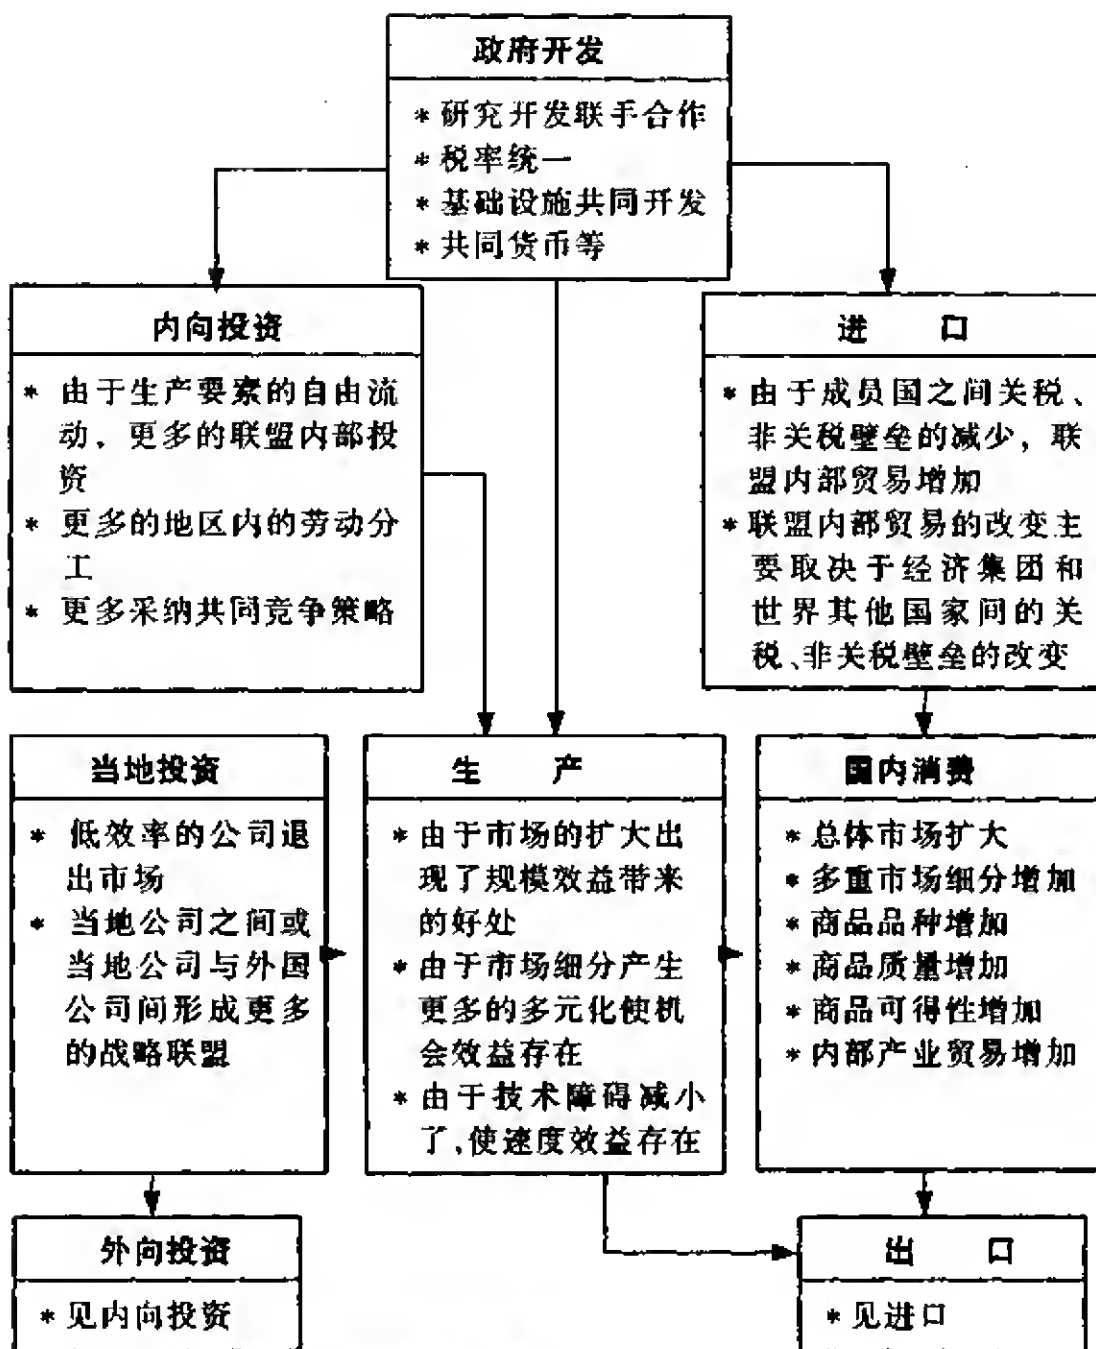 政府开发
* 研究开发联手合作
* 税率统一
* 基础设施共同开发
* 共同货币等
内向投资
* 由于生产要素的自由流
动，更多的联盟内部投
资
* 更多的地区内的劳动分
工
* 更多采纳共同竞争策略
进 口
* 由于成员国之间关税、
非关税壁垒的减少，联
盟内部贸易增加
* 联盟内部贸易的改变主
要取决于经济集团和
世界其他国家间的关
税、非关税壁垒的改变
当地投资
* 低效率的公司退
出市场
* 当地公司之间或
当地公司与外国
公司间形成更多
的战略联盟
生 产
* 由于市场的扩大出
现了规模效益带来
的好处
* 由于市场细分产生
更多的多元化使机
会效益存在
* 由于技术障碍减小
了，使速度效益存在
国内消费
* 总体市场扩大
* 多重市场细分增加
* 商品品种增加
* 商品质量增加
* 商品可得性增加
* 内部产业贸易增加
外向投资
* 见内向投资
出 口
* 见进口